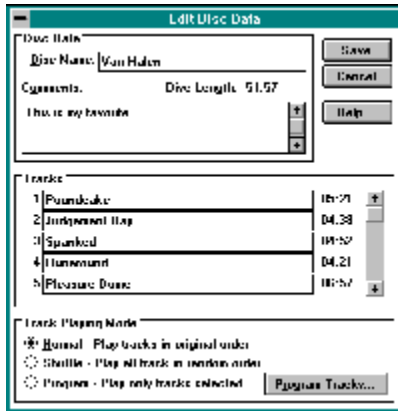 Edit Disc Data
Disc Data
Disc Name: Van Halen
Save
Cancel
Comments: Disc Length: 51:57
This is my favorite
Help
Tracks
1 Poundcake 05:21
2 Judgement Day 04:38
3 Spanked 04:52
4 Runaround 04:21
5 Pleasure Dome 06:57
Track Playing Mode
Normal - Play tracks in original order
Shuffle - Play all track in random order
Program - Play only tracks selected Program Tracks...